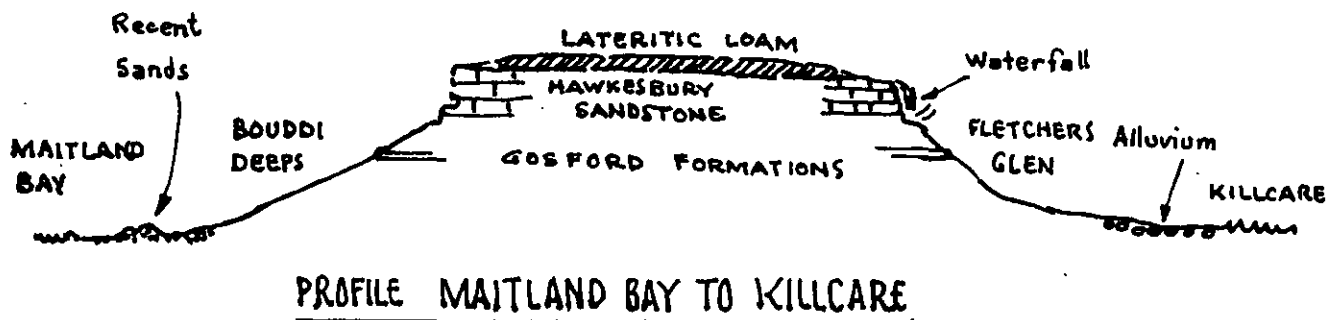 Recent
Sands
LATERITIC LOAM
Waterfall
HAWKESBURY
SANDSTONE
MAITLAND
BAY
BOUDDI
DEEPS
GOSFORD FORMATIONS
FLETCHERS
GLEN
Alluvium
KILLCARE
PROFILE MAITLAND BAY TO KILLCARE